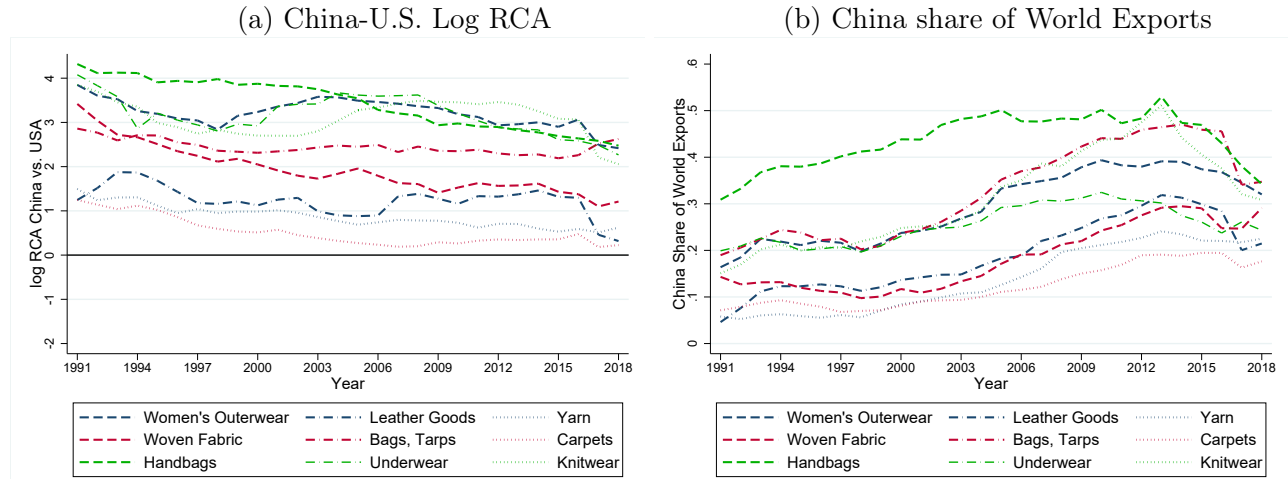 (a) China-U.S. Log RCA
log RCA China vs. USA
4
3
2
1
0
-1
-2
1991 1994 1997 2000 2003 2006 2009 2012 2015 2018
Year
Women's Outerwear Leather Goods Yarn
Woven Fabric Bags, Tarps Carpets
Handbags Underwear Knitwear
(b) China share of World Exports
China Share of World Exports
.6
.5
.4
.3
.2
.1
0
1991 1994 1997 2000 2003 2006 2009 2012 2015 2018
Year
Women's Outerwear Leather Goods Yarn
Woven Fabric Bags, Tarps Carpets
Handbags Underwear Knitwear